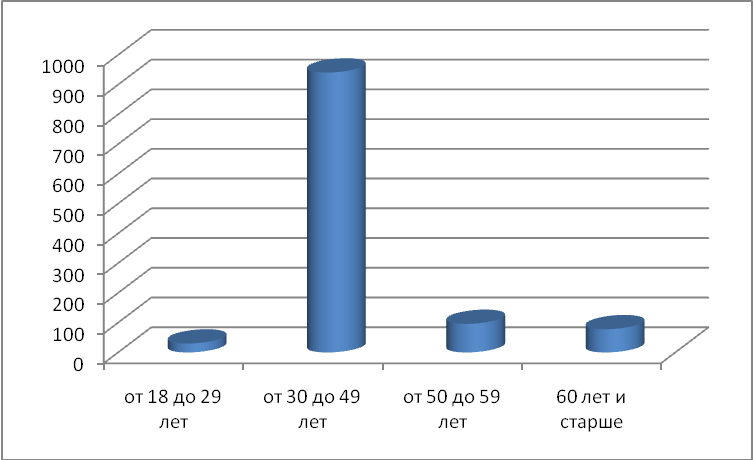 1000
900
800
700
600
500
400
300
200
100
0
от 18 до 29
лет
от 30 до 49
лет
от 50 до 59
лет
60 лет и
старше